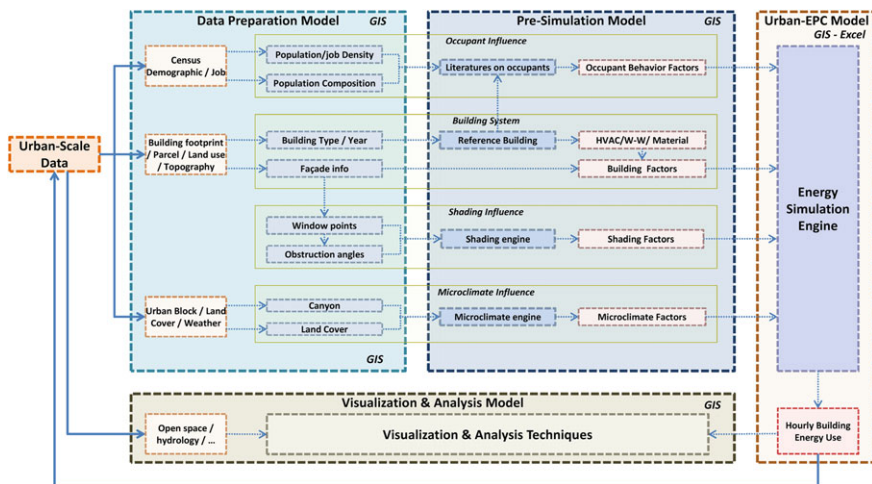 Data Preparation Model
GIS
Pre-Simulation Model
GIS
Urban-EPC Model
GIS - Excel
Occupant Influence
Census
Demographic / Job
Population/job Density
Population Composition
Literatures on occupants
Occupant Behavior Factors
Building System
Urban-Scale
Data
Building footprint
/ Parcel / Land use
/ Topography
Building Type / Year
Façade info
Reference Building
HVAC/W-W/ Material
Building Factors
Energy
Simulation
Engine
Shading Influence
Window points
Obstruction angles
Shading engine
Shading Factors
Microclimate Influence
Urban Block / Land
Cover / Weather
Canyon
Land Cover
Microclimate engine
Microclimate Factors
GIS
Visualization & Analysis Model
GIS
Open space /
hydrology / ...
Visualization & Analysis Techniques
Hourly Building
Energy Use